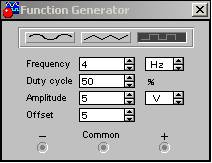 Function Generator
Frequency 4 Hz
Duty cycle 50 %
Amplitude 5 V
Offset 5
− Common +